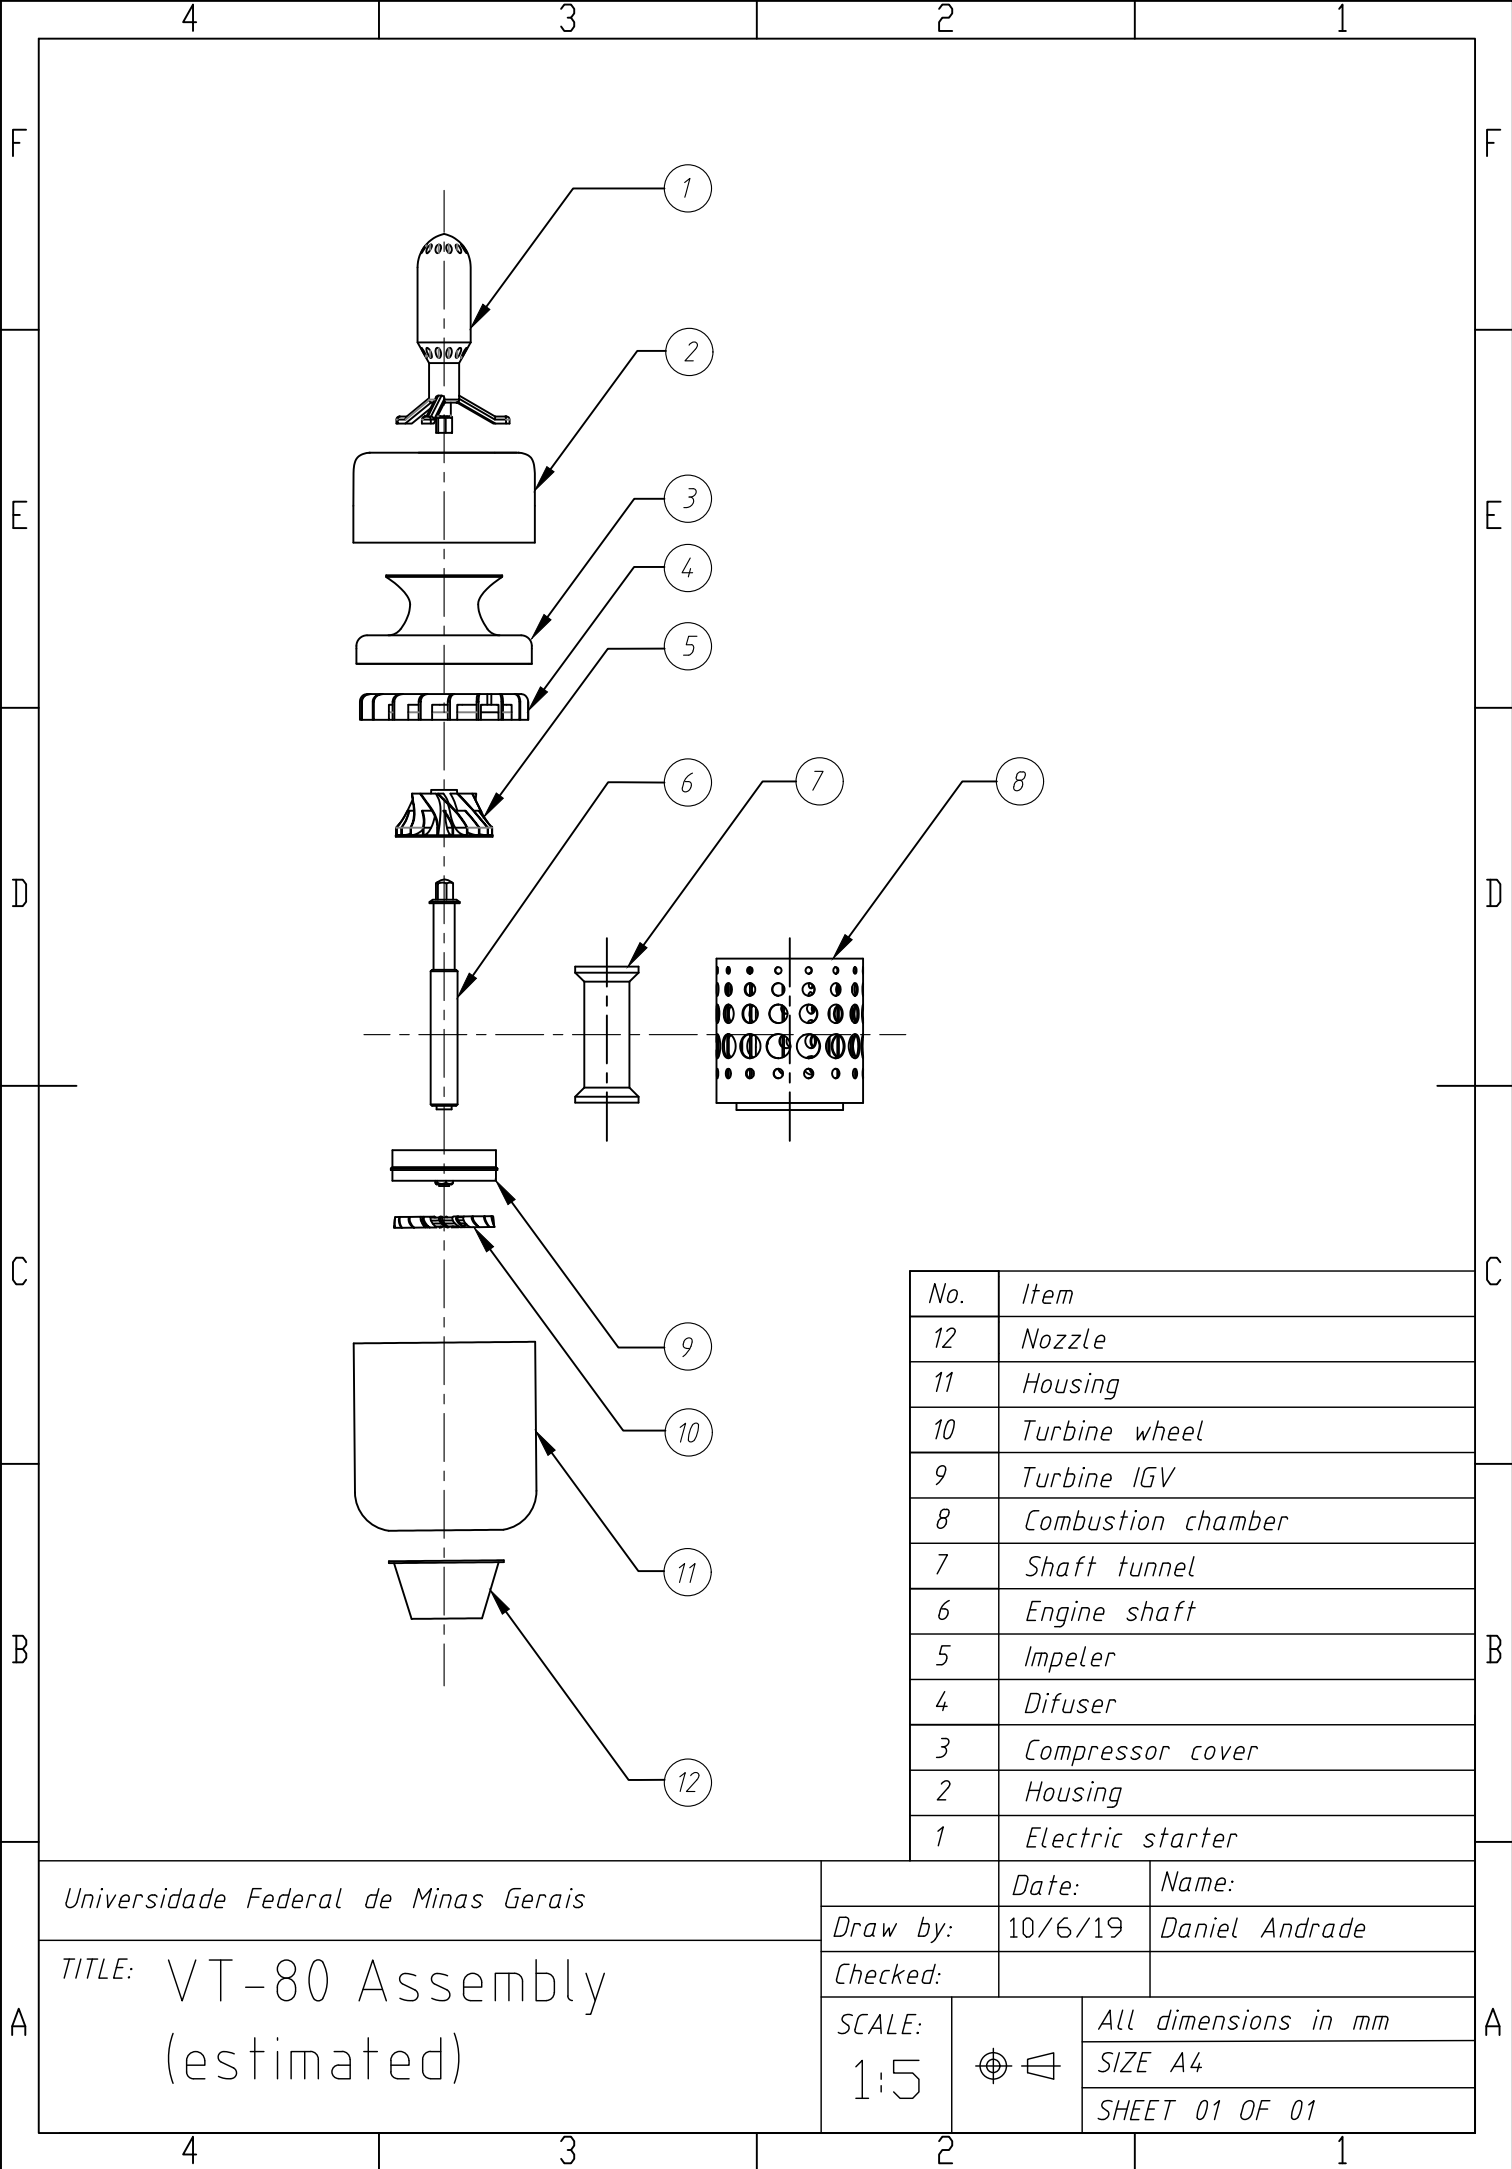 4 3 2 1
F F
1
2
E E
3
4
5
6 7 8
D D
9
C C
10
11
12
No. Item
12 Nozzle
11 Housing
10 Turbine wheel
9 Turbine IGV
8 Combustion chamber
7 Shaft tunnel
6 Engine shaft
5 Impeler
4 Difuser
3 Compressor cover
2 Housing
1 Electric starter
B B
Universidade Federal de Minas Gerais
TITLE: VT-80 Assembly
(estimated)
Date: Name:
Draw by: 10/6/19 Daniel Andrade
Checked:
SCALE:
1:5
All dimensions in mm
SIZE A4
SHEET 01 OF 01
A A
4 3 2 1